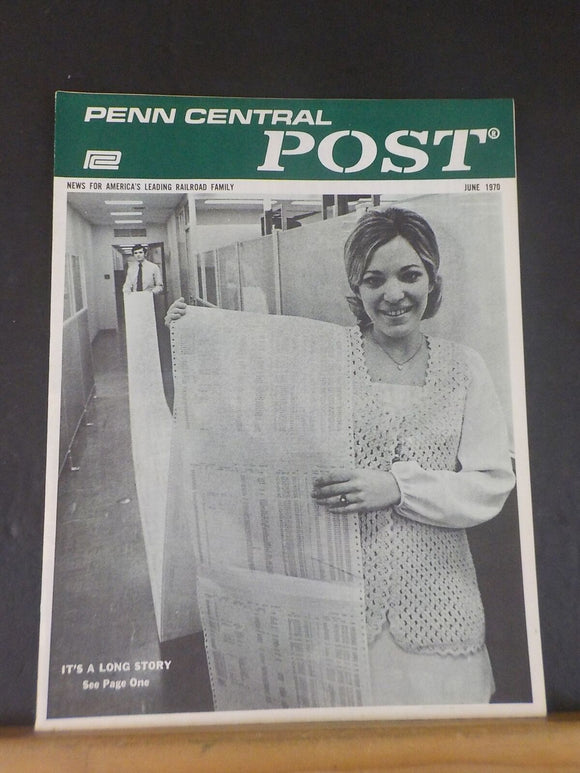 PENN CENTRAL
POST®
NEWS FOR AMERICA'S LEADING RAILROAD FAMILY
JUNE 1970
IT'S A LONG STORY
See Page One